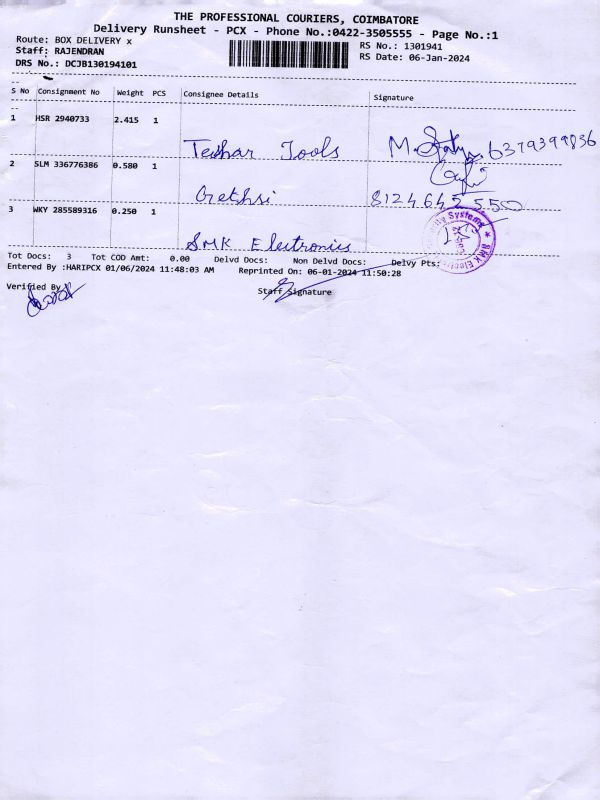 THE PROFESSIONAL COURIERS, COIMBATORE
Delivery Runsheet - PCX - Phone No.:0422-3505555 - Page No.:1
Route: BOX DELIVERY x
RS No.: 1301941
Staff: RAJENDRAN
RS Date: 06-Jan-2024
DRS No.: DCJB130194101
S No Consignment No Weight PCS Consignee Details Signature
1 HSR 2940733 2.415 1
Tools 6379399836
2 SLM 336776386 0.580 1
8124642550
3 WKY 285589316 0.250 1
SMK Electronics
Tot Docs: 3 Tot COD Amt: 0.00 Delvd Docs: Non Delvd Docs: Delvy Pts:
Entered By :HARIPCX 01/06/2024 11:48:03 AM Reprinted On: 06-01-2024 11:50:28
Verified By
Staff Signature